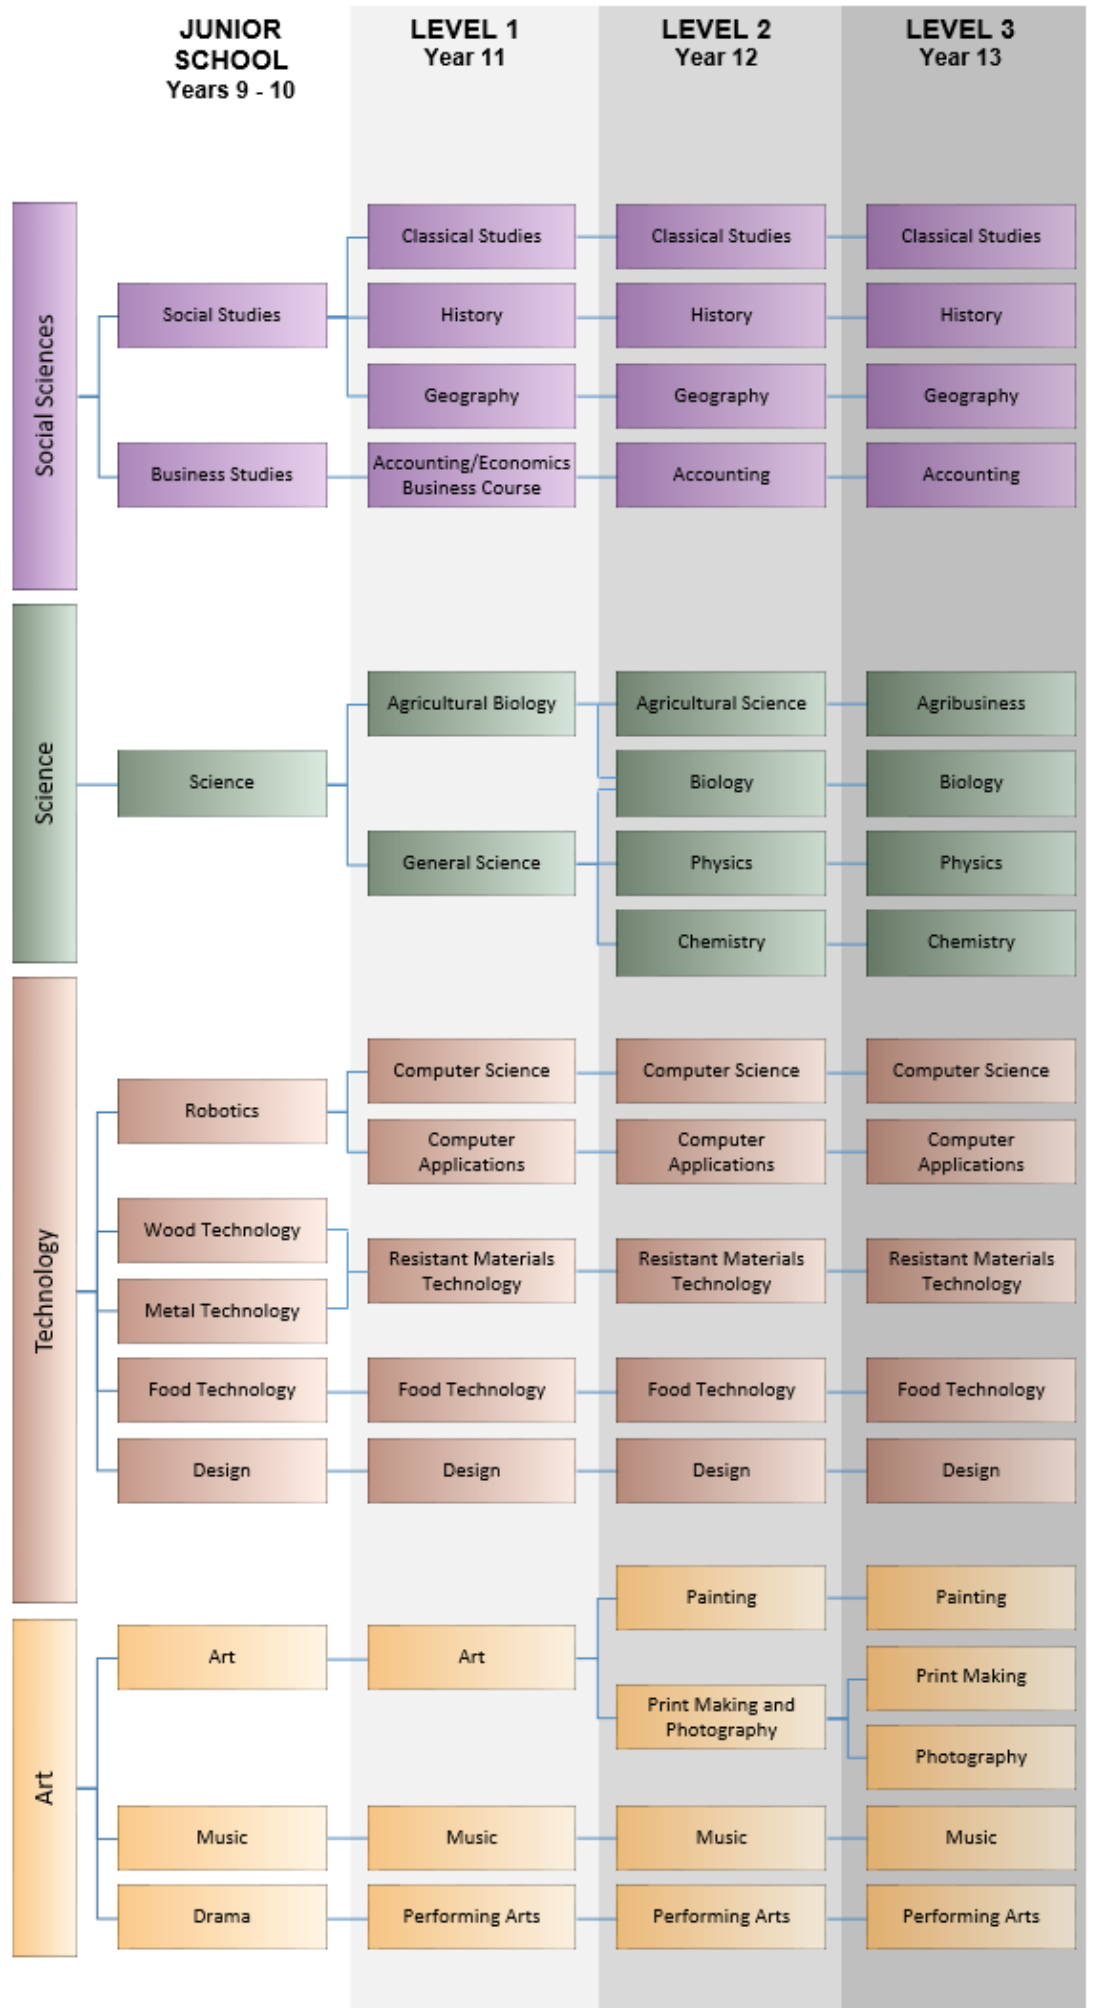 JUNIOR
SCHOOL
Years 9 - 10
LEVEL 1
Year 11
LEVEL 2
Year 12
LEVEL 3
Year 13
Social Sciences
Social Studies
Business Studies
Classical Studies
Classical Studies
Classical Studies
History
History
History
Geography
Geography
Geography
Accounting/Economics
Business Course
Accounting
Accounting
Science
Science
Agricultural Biology
Agricultural Science
Agribusiness
Biology
Biology
General Science
Physics
Physics
Chemistry
Chemistry
Technology
Robotics
Computer Science
Computer Science
Computer Science
Computer
Applications
Computer
Applications
Computer
Applications
Wood Technology
Metal Technology
Resistant Materials
Technology
Resistant Materials
Technology
Resistant Materials
Technology
Food Technology
Food Technology
Food Technology
Food Technology
Design
Design
Design
Design
Art
Art
Art
Painting
Painting
Print Making and
Photography
Print Making
Photography
Music
Music
Music
Music
Drama
Performing Arts
Performing Arts
Performing Arts